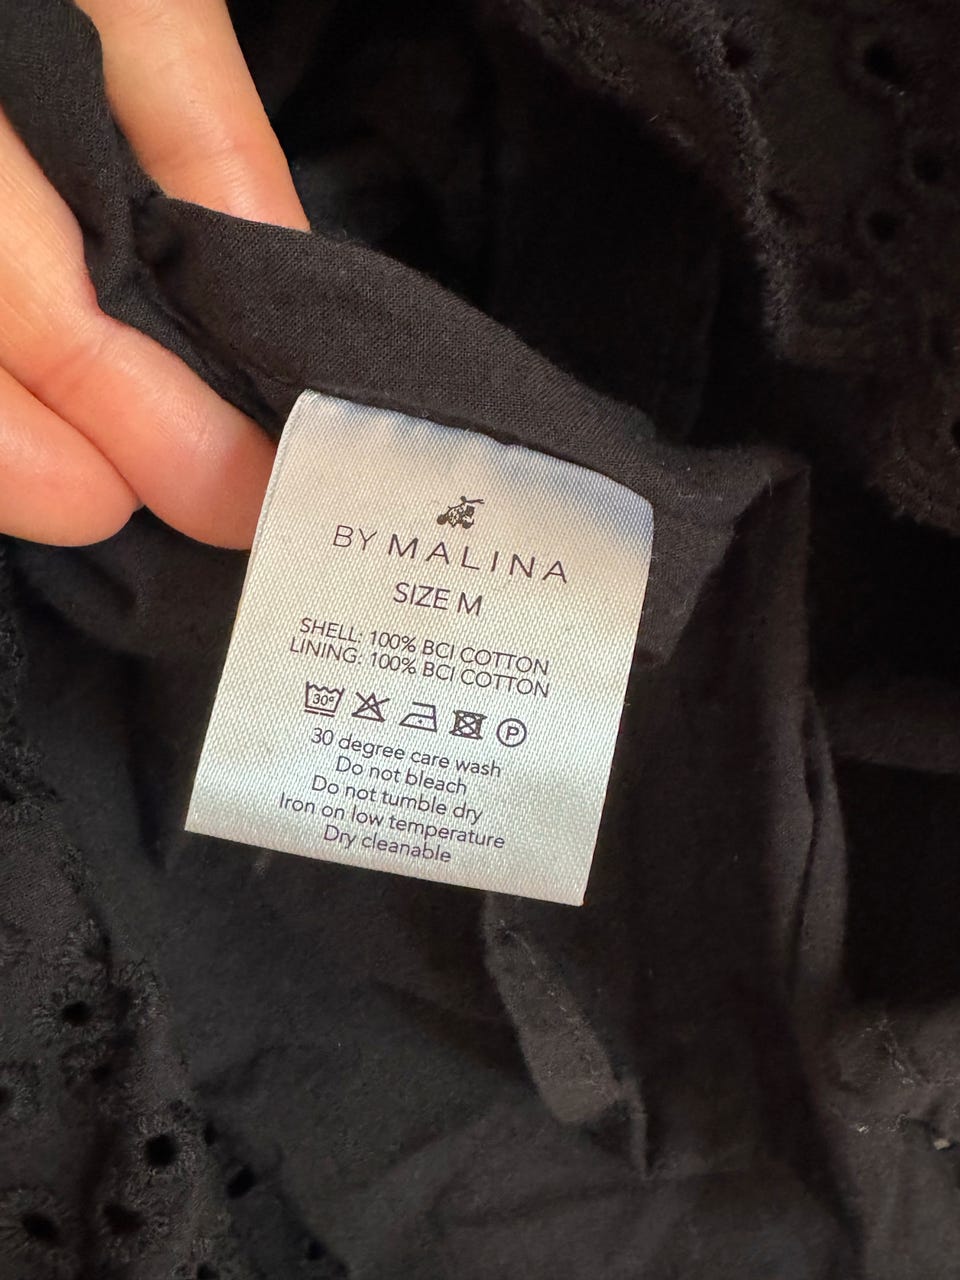 BY MALINA
SIZE M
SHELL: 100% BCI COTTON
LINING: 100% BCI COTTON
30° P
30 degree care wash
Do not bleach
Do not tumble dry
Iron on low temperature
Dry cleanable